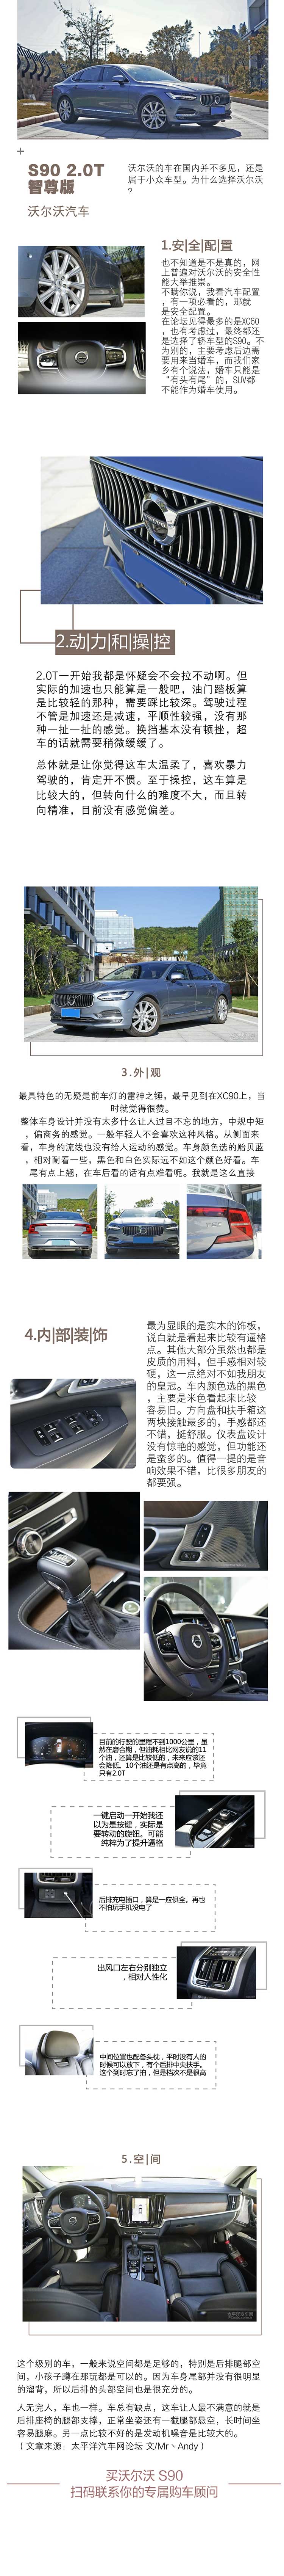 S90 2.0T
智尊版
沃尔沃汽车
沃尔沃的车在国内并不多见，还是
属于小众车型。为什么选择沃尔沃
?
1.安|全|配|置
也不知道是不是真的，网
上普遍对沃尔沃的安全性
能大举推崇。
不瞒你说，我看汽车配置
，有一项必看的，那就
是安全配置。
在论坛见得最多的是XC60
，也有考虑过，最终都还
是选择了轿车型的S90。不
为别的，主要考虑后边需
要用来当婚车，而我们家
乡有个说法，婚车只能是
“有头有尾”的，SUV都
不能作为婚车使用。
2.动|力|和|操|控
2.0T一开始我都是怀疑会不会拉不动啊。但
实际的加速也只能算是一般吧，油门踏板算
是比较轻的那种，需要踩比较深。驾驶过程
不管是加速还是减速，平顺性较强，没有那
种一扯一扯的感觉。换挡基本没有顿挫，超
车的话就需要稍微缓缓了。
总体就是让你觉得这车太温柔了，喜欢暴力
驾驶的，肯定开不惯。至于操控，这车算是
比较大的，但转向什么的难度不大，而且转
向精准，目前没有感觉偏差。
3.外|观
最具特色的无疑是前车灯的雷神之锤，最早见到在XC90上，当
时就觉得很赞。
整体车身设计并没有太多什么让人过目不忘的地方，中规中矩
，偏商务的感觉。一般年轻人不会喜欢这种风格。从侧面来
看，车身的流线也没有给人运动的感觉。车身颜色选的贻贝蓝
，相对耐看一些，黑色和白色实际远不如这个颜色好看。车
尾有点上翘，在车后看的话有点难看呢。我就是这么直接
4.内|部|装|饰
最为显眼的是实木的饰板，
说白就是看起来比较有逼格
点。其他大部分虽然也都是
皮质的用料，但手感相对较
硬，这一点绝对不如我朋友
的皇冠。车内颜色选的黑色
，主要是米色看起来比较
容易旧。方向盘和扶手箱这
两块接触最多的，手感都还
不错，挺舒服。仪表盘设计
没有惊艳的感觉，但功能还
是蛮多的。值得一提的是音
响效果不错，比很多朋友的
都要强。
目前的行驶的里程不到1000公里，虽
然在磨合期，但油耗相比网友说的11
个油，还算是比较低的，未来应该还
会降低。10个油还是有点高的，毕竟
只有2.0T
一键启动一开始我还
以为是按键，实际是
要转动的旋钮。可能
纯粹为了提升逼格
后排充电插口，算是一应俱全。再也
不怕玩手机没电了
出风口左右分别独立
，相对人性化
中间位置也配备头枕，平时没有人的
时候可以放下，有个后排中央扶手。
这个到时忘了拍，但是档次不是很高
5.空|间
这个级别的车，一般来说空间都是足够的，特别是后排腿部空
间，小孩子蹲在那玩都是可以的。因为车身尾部并没有很明显
的溜背，所以后排的头部空间也是很充分的。
人无完人，车也一样。车总有缺点，这车让人最不满意的就是
后排座椅的腿部支撑，正常坐姿还有一截腿部悬空，长时间坐
容易腿麻。另一点比较不好的是发动机噪音是比较大的。
（文章来源：太平洋汽车网论坛 文/Mr丶Andy）
买沃尔沃 S90
扫码联系你的专属购车顾问